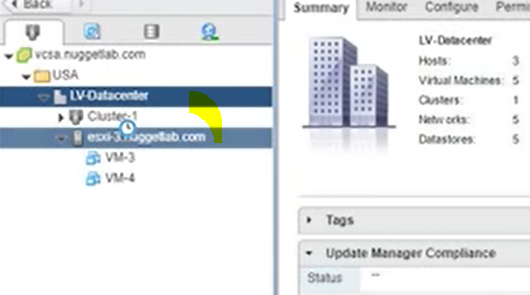 Back
Summary Monitor Configure
vcsa.nuggetlab.com
USA
LV-Datacenter
Cluster-1
esxi-3.nuggetlab.com
VM-3
VM-4
LV-Datacenter
Hosts: 3
Virtual Machines: 5
Clusters: 1
Networks: 5
Datastores: 5
Tags
Update Manager Compliance
Status --